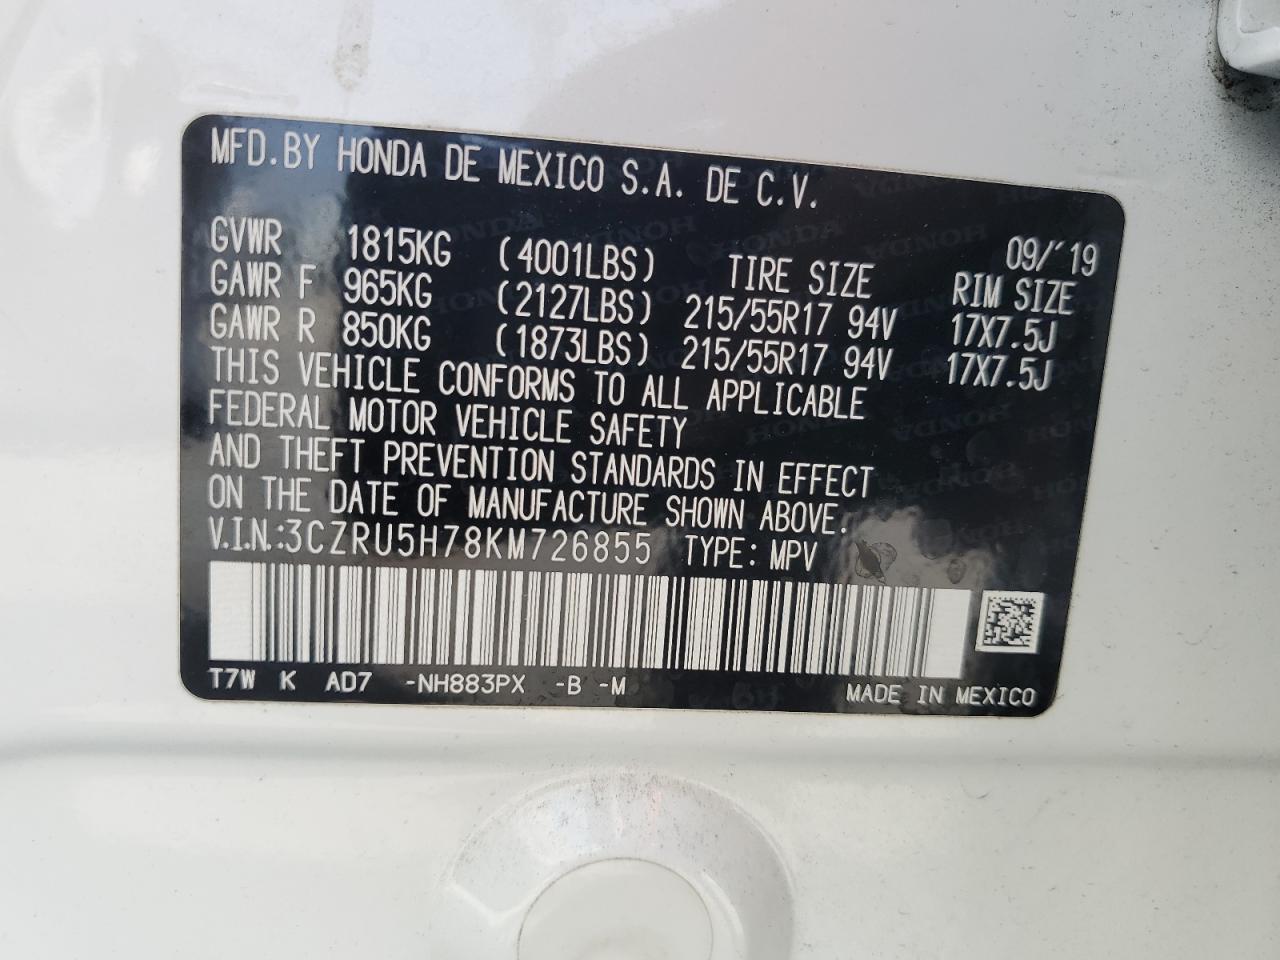 MFD.BY HONDA DE MEXICO S.A. DE C.V.
09/'19
GVWR 1815KG (4001LBS) TIRE SIZE RIM SIZE
GAWR F 965KG (2127LBS) 215/55R17 94V 17X7.5J
GAWR R 850KG (1873LBS) 215/55R17 94V 17X7.5J
THIS VEHICLE CONFORMS TO ALL APPLICABLE
FEDERAL MOTOR VEHICLE SAFETY
AND THEFT PREVENTION STANDARDS IN EFFECT
ON THE DATE OF MANUFACTURE SHOWN ABOVE.
V.I.N.:3CZRU5H78KM726855 TYPE: MPV
T7W K AD7 -NH883PX -B -M MADE IN MEXICO